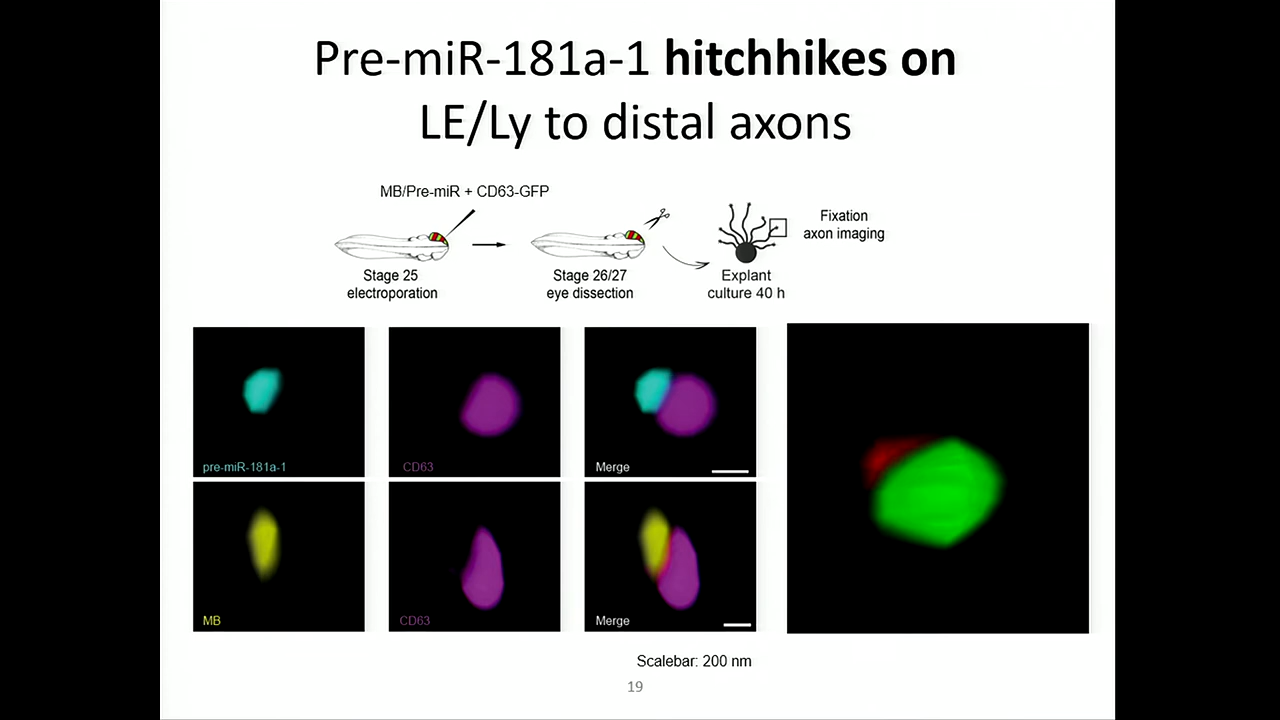 Pre-miR-181a-1 hitchhikes on
LE/Ly to distal axons
MB/Pre-miR + CD63-GFP
Stage 25
electroporation
Stage 26/27
eye dissection
Explant
culture 40 h
Fixation
axon imaging
pre-miR-181a-1
CD63
Merge
MB
CD63
Merge
Scalebar: 200 nm
19